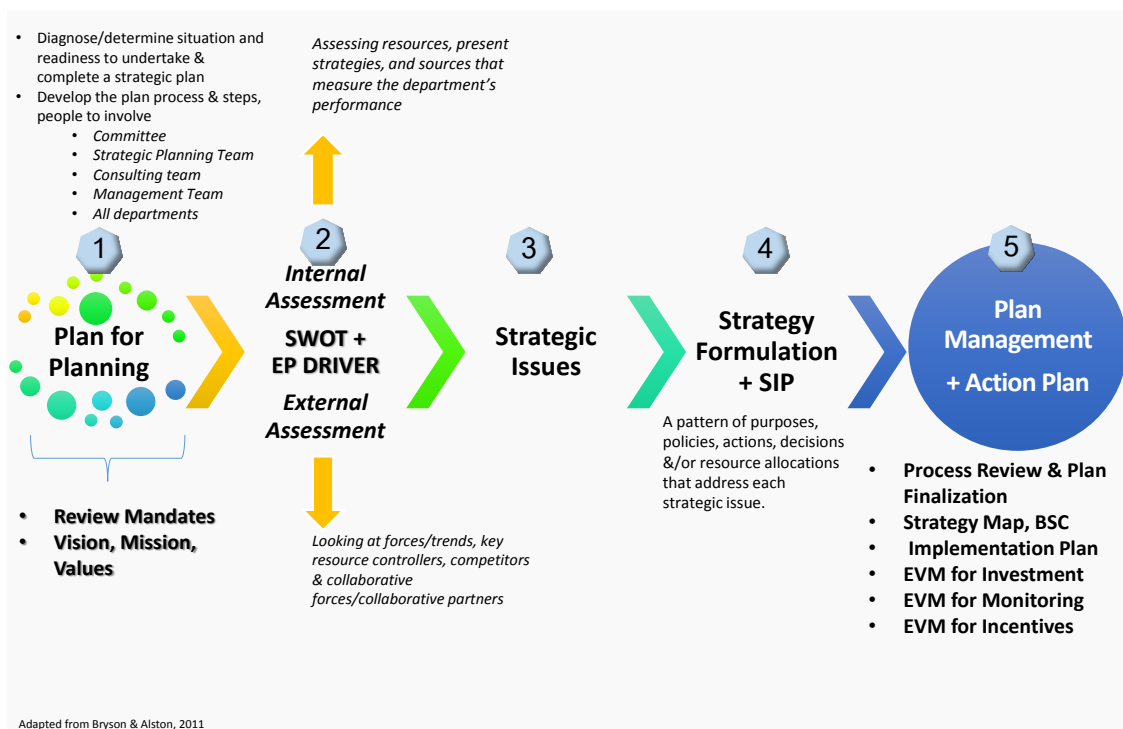 • Diagnose/determine situation and
readiness to undertake &
complete a strategic plan
• Develop the plan process & steps,
people to involve
• Committee
• Strategic Planning Team
• Consulting team
• Management Team
• All departments
1
Plan for
Planning
• Review Mandates
• Vision, Mission,
Values
Assessing resources, present
strategies, and sources that
measure the department's
performance
2
Internal
Assessment
SWOT +
EP DRIVER
External
Assessment
Looking at forces/trends, key
resource controllers, competitors
& collaborative
forces/collaborative partners
3
Strategic
Issues
4
Strategy
Formulation
+ SIP
A pattern of purposes,
policies, actions, decisions
&/or resource allocations
that address each
strategic issue.
5
Plan
Management
+ Action Plan
• Process Review & Plan
Finalization
• Strategy Map, BSC
• Implementation Plan
• EVM for Investment
• EVM for Monitoring
• EVM for Incentives
Adapted from Bryson & Alston, 2011